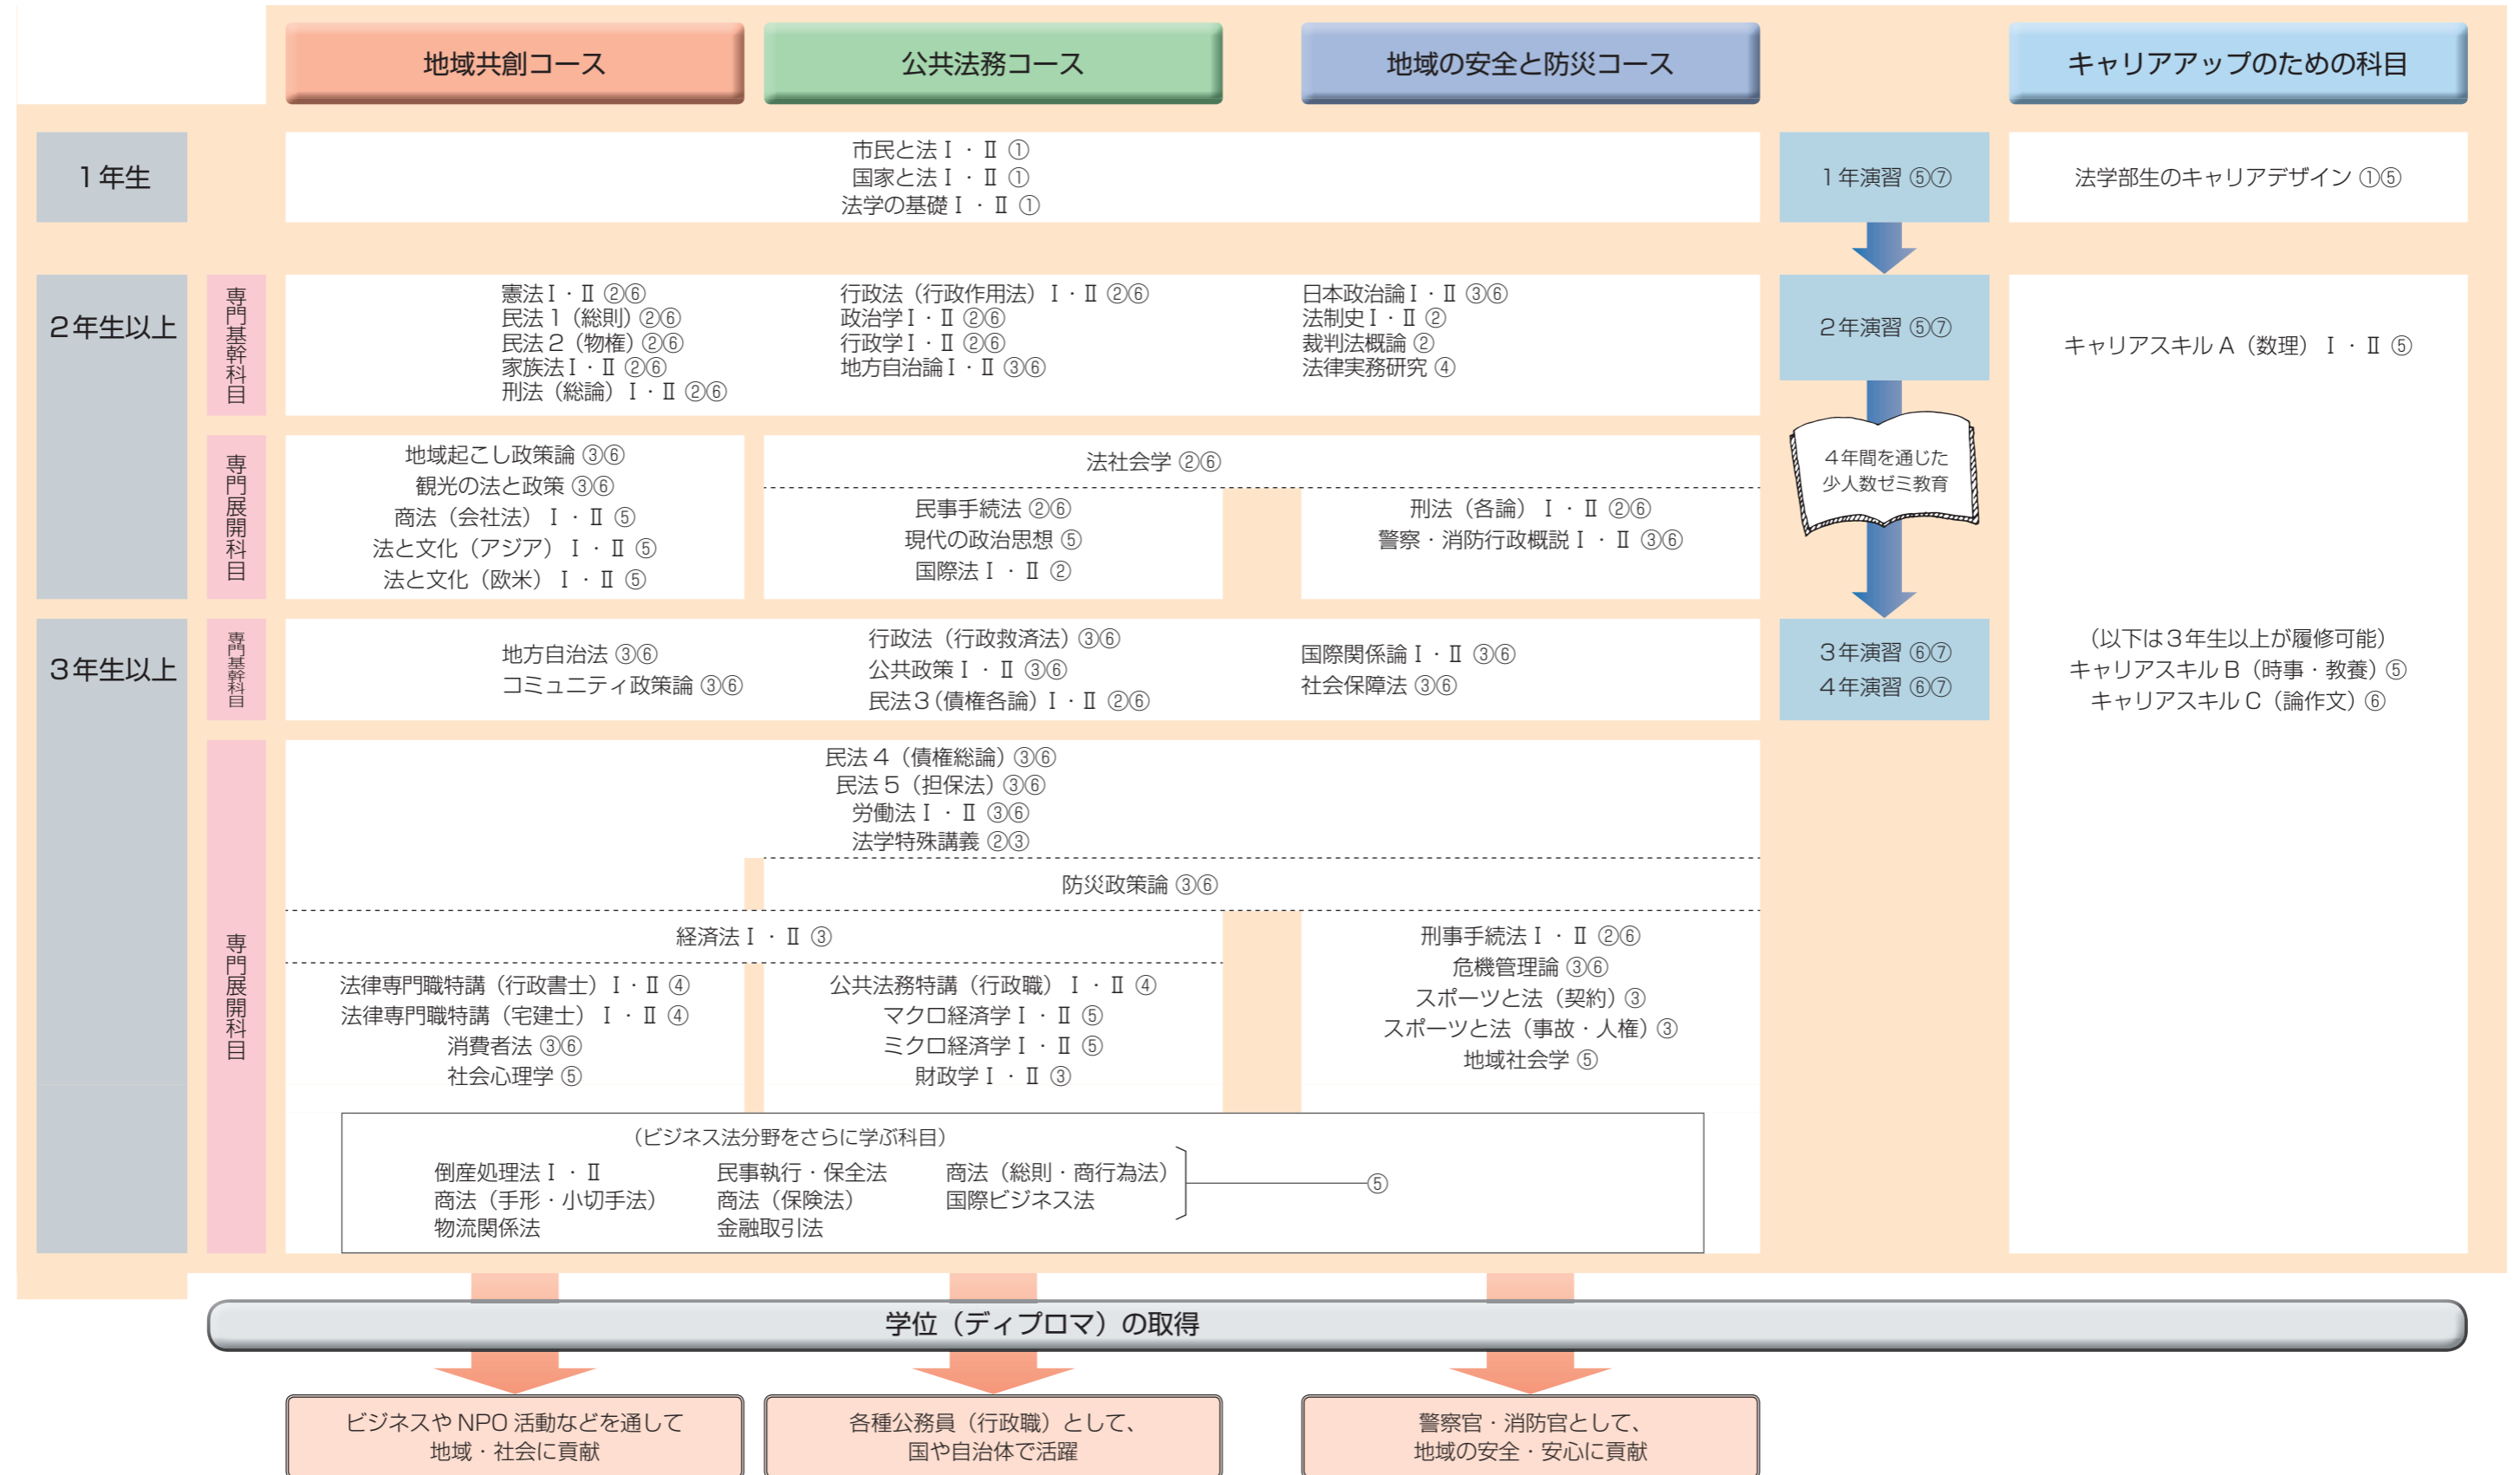 地域共創コース
公共法務コース
地域の安全と防災コース
キャリアアップのための科目
1年生
市民と法Ⅰ・Ⅱ ①
国家と法Ⅰ・Ⅱ ①
法学の基礎Ⅰ・Ⅱ ①
1年演習 ⑤⑦
法学部生のキャリアデザイン ①⑤
2年生以上
専門基幹科目
憲法Ⅰ・Ⅱ ②⑥
民法1（総則）②⑥
民法2（物権）②⑥
家族法Ⅰ・Ⅱ ②⑥
刑法（総論）Ⅰ・Ⅱ ②⑥
行政法（行政作用法）Ⅰ・Ⅱ ②⑥
政治学Ⅰ・Ⅱ ②⑥
行政学Ⅰ・Ⅱ ②⑥
地方自治論Ⅰ・Ⅱ ③⑥
日本政治論Ⅰ・Ⅱ ③⑥
法制史Ⅰ・Ⅱ ②
裁判法概論 ②
法律実務研究 ④
2年演習 ⑤⑦
キャリアスキルA（数理）Ⅰ・Ⅱ ⑤
専門展開科目
地域起こし政策論 ③⑥
観光の法と政策 ③⑥
商法（会社法）Ⅰ・Ⅱ ⑤
法と文化（アジア）Ⅰ・Ⅱ ⑤
法と文化（欧米）Ⅰ・Ⅱ ⑤
法社会学 ②⑥
民事手続法 ②⑥
現代の政治思想 ⑤
国際法Ⅰ・Ⅱ ②
刑法（各論）Ⅰ・Ⅱ ②⑥
警察・消防行政概説Ⅰ・Ⅱ ③⑥
4年間を通じた
少人数ゼミ教育
3年生以上
専門基幹科目
地方自治法 ③⑥
コミュニティ政策論 ③⑥
行政法（行政救済法）③⑥
公共政策Ⅰ・Ⅱ ③⑥
民法3（債権各論）Ⅰ・Ⅱ ②⑥
国際関係論Ⅰ・Ⅱ ③⑥
社会保障法 ③⑥
3年演習 ⑥⑦
4年演習 ⑥⑦
（以下は3年生以上が履修可能）
キャリアスキルB（時事・教養）⑤
キャリアスキルC（論作文）⑥
専門展開科目
民法4（債権総論）③⑥
民法5（担保法）③⑥
労働法Ⅰ・Ⅱ ③⑥
法学特殊講義 ②③
防災政策論 ③⑥
経済法Ⅰ・Ⅱ ③
法律専門職特講（行政書士）Ⅰ・Ⅱ ④
法律専門職特講（宅建士）Ⅰ・Ⅱ ④
消費者法 ③⑥
社会心理学 ⑤
公共法務特講（行政職）Ⅰ・Ⅱ ④
マクロ経済学Ⅰ・Ⅱ ⑤
ミクロ経済学Ⅰ・Ⅱ ⑤
財政学Ⅰ・Ⅱ ③
刑事手続法Ⅰ・Ⅱ ②⑥
危機管理論 ③⑥
スポーツと法（契約）③
スポーツと法（事故・人権）③
地域社会学 ⑤
（ビジネス法分野をさらに学ぶ科目）
倒産処理法Ⅰ・Ⅱ
商法（手形・小切手法）
物流関係法
民事執行・保全法
商法（保険法）
金融取引法
商法（総則・商行為法）
国際ビジネス法
⑤
学位（ディプロマ）の取得
ビジネスやNPO活動などを通して
地域・社会に貢献
各種公務員（行政職）として、
国や自治体で活躍
警察官・消防官として、
地域の安全・安心に貢献